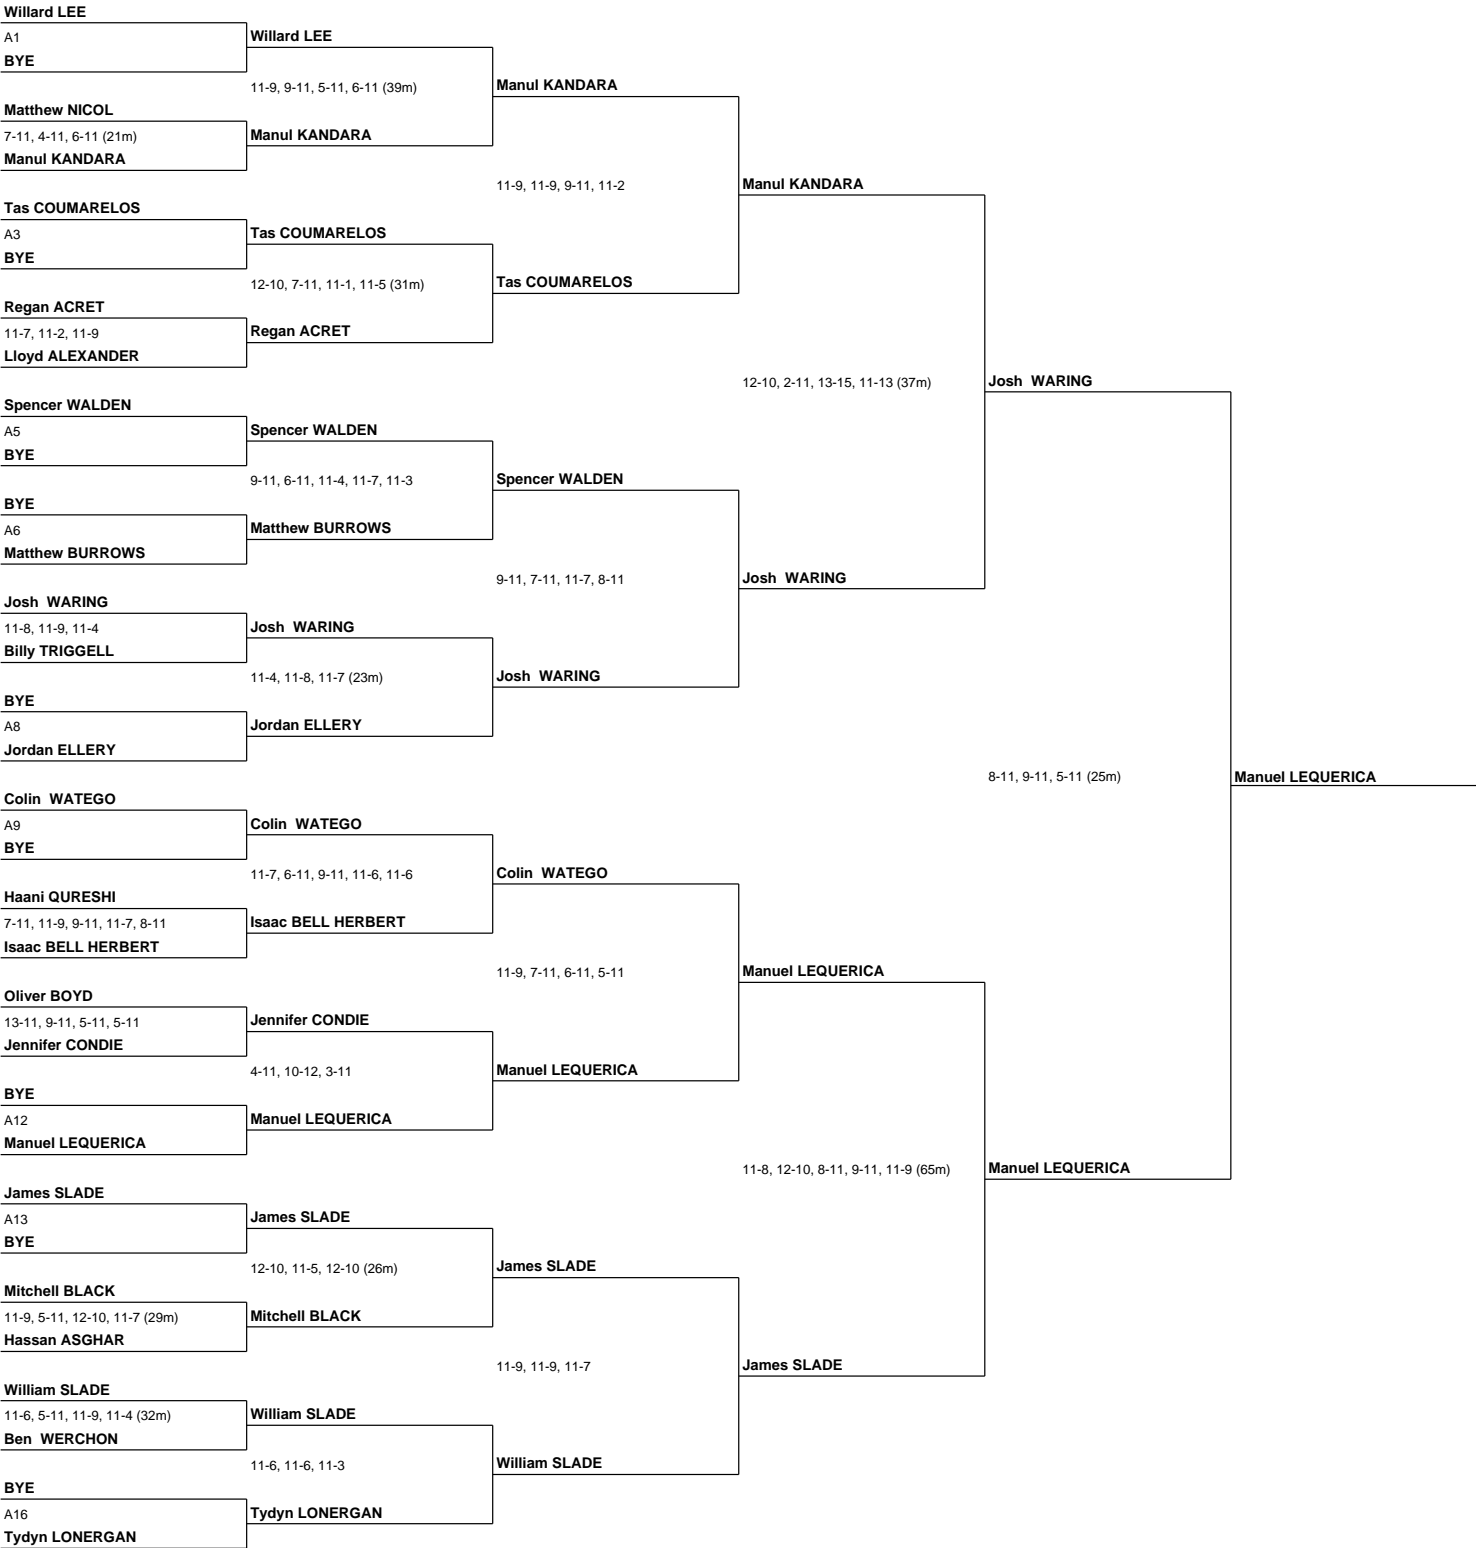 Willard LEE
A1
BYE
Willard LEE
11-9, 9-11, 5-11, 6-11 (39m)
Manul KANDARA
Matthew NICOL
7-11, 4-11, 6-11 (21m)
Manul KANDARA
Manul KANDARA
11-9, 11-9, 9-11, 11-2
Manul KANDARA
Tas COUMARELOS
A3
BYE
Tas COUMARELOS
12-10, 7-11, 11-1, 11-5 (31m)
Tas COUMARELOS
Regan ACRET
11-7, 11-2, 11-9
Lloyd ALEXANDER
Regan ACRET
12-10, 2-11, 13-15, 11-13 (37m)
Josh  WARING
Spencer WALDEN
A5
BYE
Spencer WALDEN
9-11, 6-11, 11-4, 11-7, 11-3
Spencer WALDEN
BYE
A6
Matthew BURROWS
Matthew BURROWS
9-11, 7-11, 11-7, 8-11
Josh  WARING
Josh  WARING
11-8, 11-9, 11-4
Billy TRIGGELL
Josh  WARING
11-4, 11-8, 11-7 (23m)
Josh  WARING
BYE
A8
Jordan ELLERY
Jordan ELLERY
8-11, 9-11, 5-11 (25m)
Manuel LEQUERICA
Colin  WATEGO
A9
BYE
Colin  WATEGO
11-7, 6-11, 9-11, 11-6, 11-6
Colin  WATEGO
Haani QURESHI
7-11, 11-9, 9-11, 11-7, 8-11
Isaac BELL HERBERT
Isaac BELL HERBERT
11-9, 7-11, 6-11, 5-11
Manuel LEQUERICA
Oliver BOYD
13-11, 9-11, 5-11, 5-11
Jennifer CONDIE
Jennifer CONDIE
4-11, 10-12, 3-11
Manuel LEQUERICA
BYE
A12
Manuel LEQUERICA
Manuel LEQUERICA
11-8, 12-10, 8-11, 9-11, 11-9 (65m)
Manuel LEQUERICA
James SLADE
A13
BYE
James SLADE
12-10, 11-5, 12-10 (26m)
James SLADE
Mitchell BLACK
11-9, 5-11, 12-10, 11-7 (29m)
Hassan ASGHAR
Mitchell BLACK
11-9, 11-9, 11-7
James SLADE
William SLADE
11-6, 5-11, 11-9, 11-4 (32m)
Ben  WERCHON
William SLADE
11-6, 11-6, 11-3
William SLADE
BYE
A16
Tydyn LONERGAN
Tydyn LONERGAN